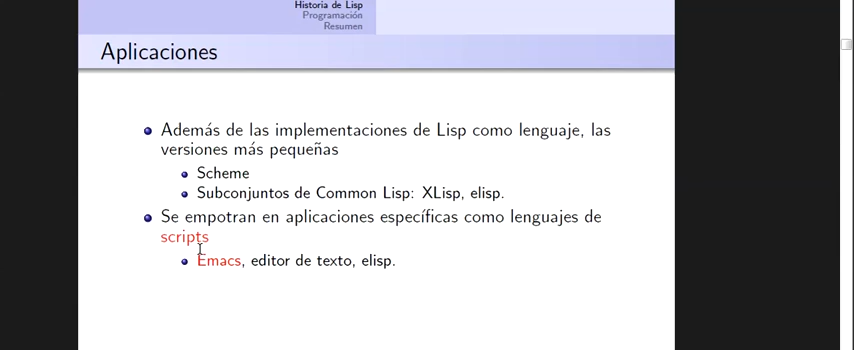 Historia de Lisp
Programación
Resumen
Aplicaciones
Además de las implementaciones de Lisp como lenguaje, las
versiones más pequeñas
Scheme
Subconjuntos de Common Lisp: XLisp, elisp.
Se empotran en aplicaciones específicas como lenguajes de
scripts
Emacs, editor de texto, elisp.